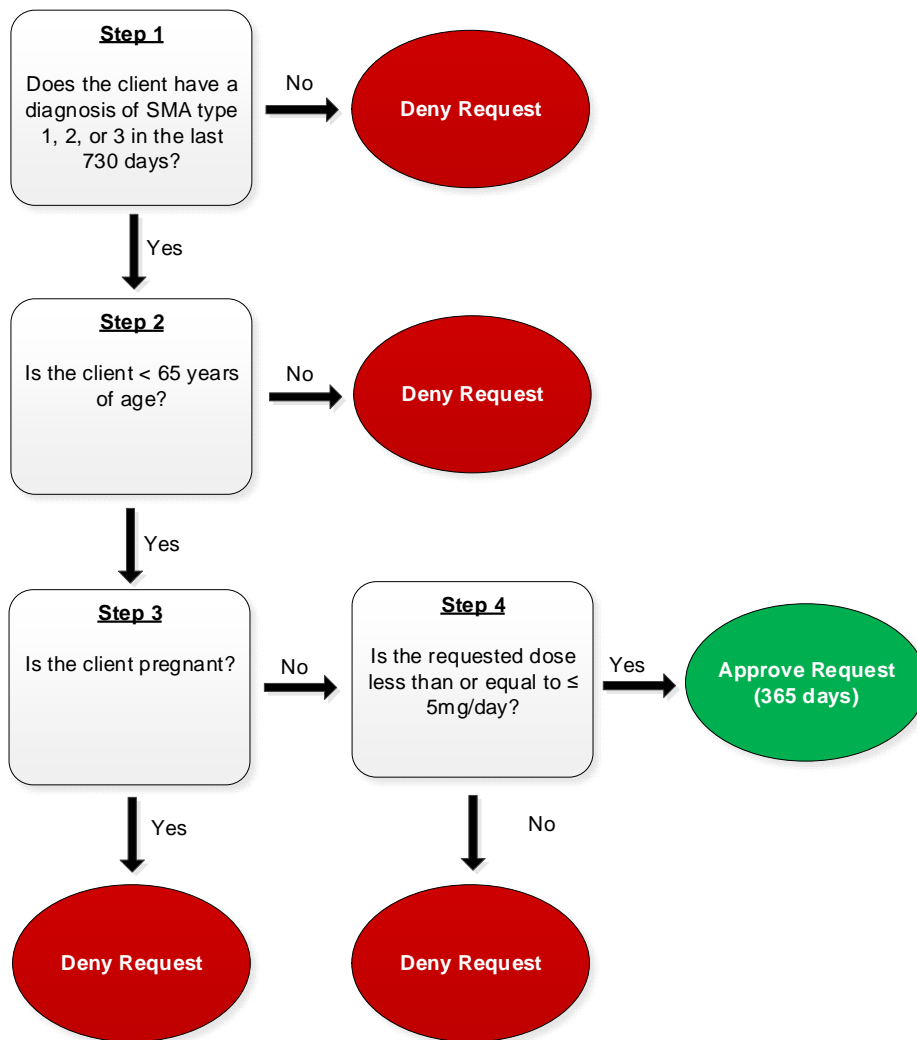 Step 1
Does the client have a
diagnosis of SMA type
1, 2, or 3 in the last
730 days?
No
Deny Request
Yes
Step 2
Is the client < 65 years
of age?
No
Deny Request
Yes
Step 3
Is the client pregnant?
No
Step 4
Is the requested dose
less than or equal to ≤
5mg/day?
Yes
Approve Request
(365 days)
Yes
No
Deny Request
Deny Request